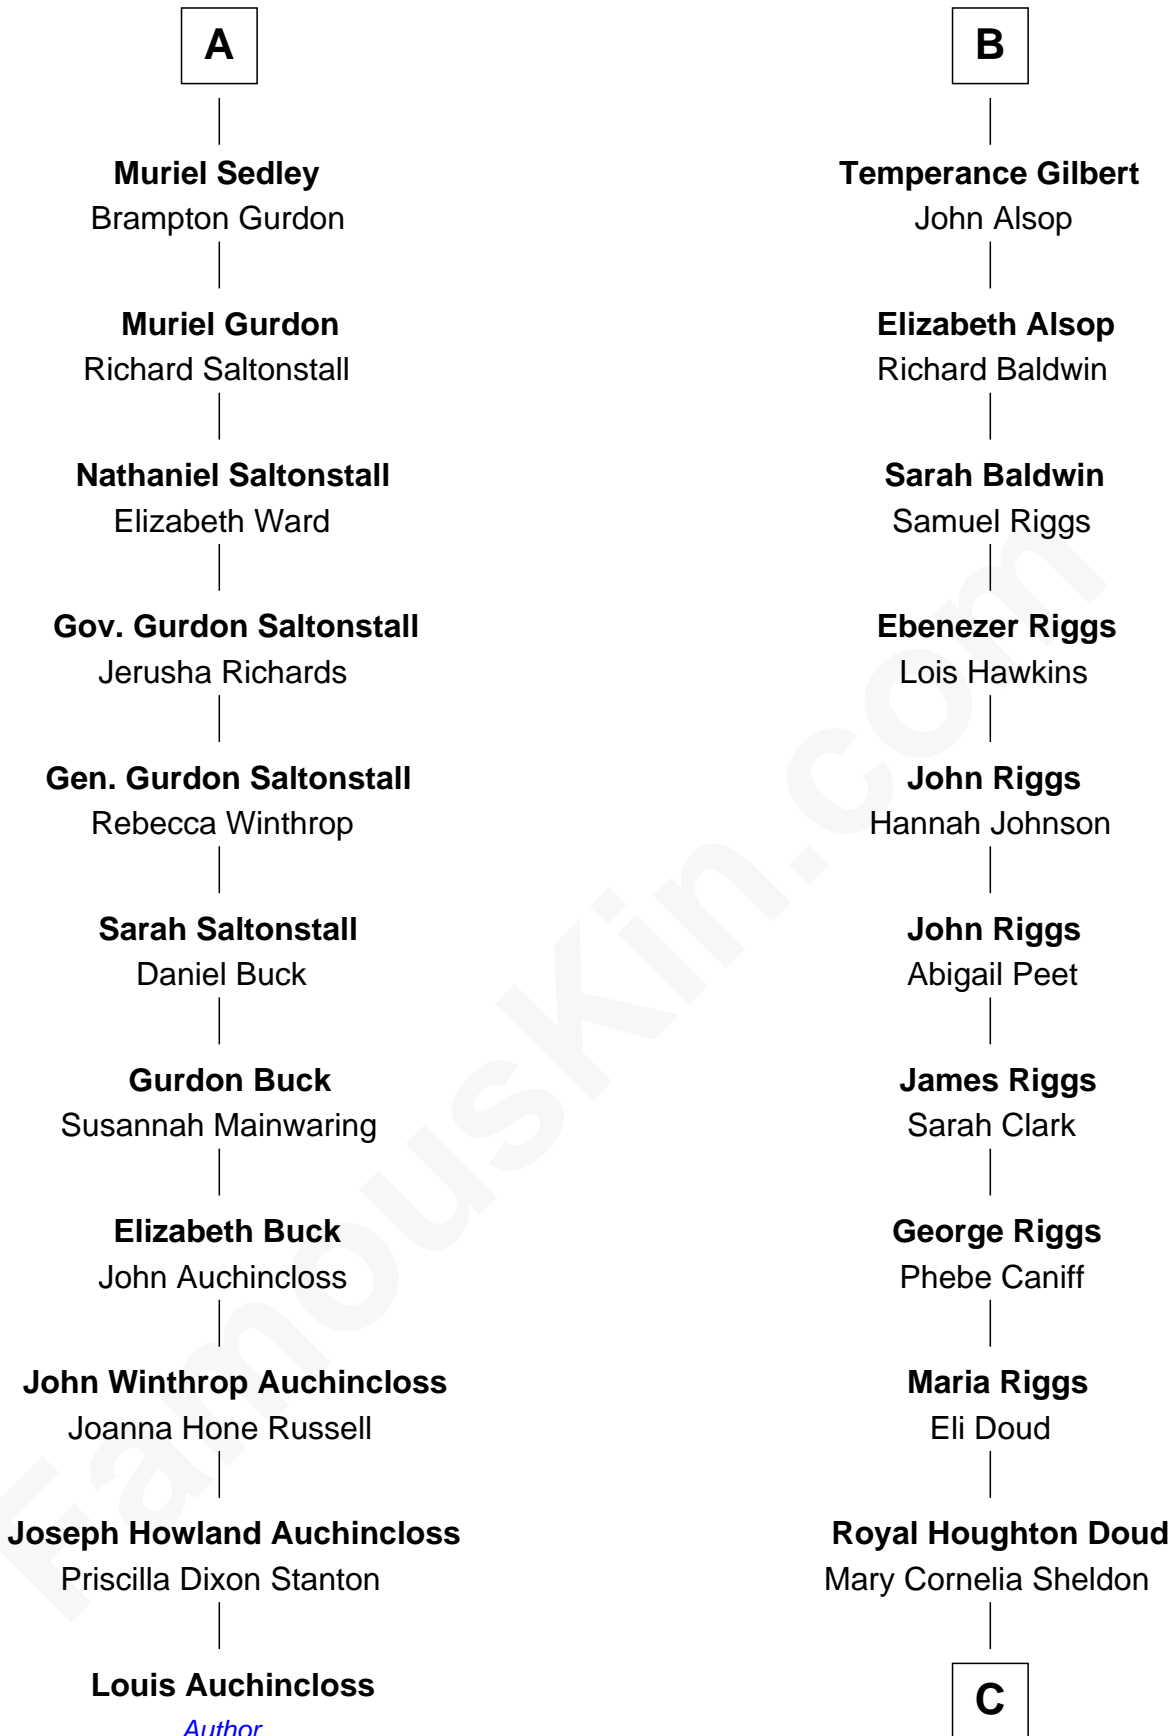 A
Muriel Sedley
Brampton Gurdon
Muriel Gurdon
Richard Saltonstall
Nathaniel Saltonstall
Elizabeth Ward
Gov. Gurdon Saltonstall
Jerusha Richards
Gen. Gurdon Saltonstall
Rebecca Winthrop
Sarah Saltonstall
Daniel Buck
Gurdon Buck
Susannah Mainwaring
Elizabeth Buck
John Auchincloss
John Winthrop Auchincloss
Joanna Hone Russell
Joseph Howland Auchincloss
Priscilla Dixon Stanton
Louis Auchincloss
Author
B
Temperance Gilbert
John Alsop
Elizabeth Alsop
Richard Baldwin
Sarah Baldwin
Samuel Riggs
Ebenezer Riggs
Lois Hawkins
John Riggs
Hannah Johnson
John Riggs
Abigail Peet
James Riggs
Sarah Clark
George Riggs
Phebe Caniff
Maria Riggs
Eli Doud
Royal Houghton Doud
Mary Cornelia Sheldon
C
FamousKin.com